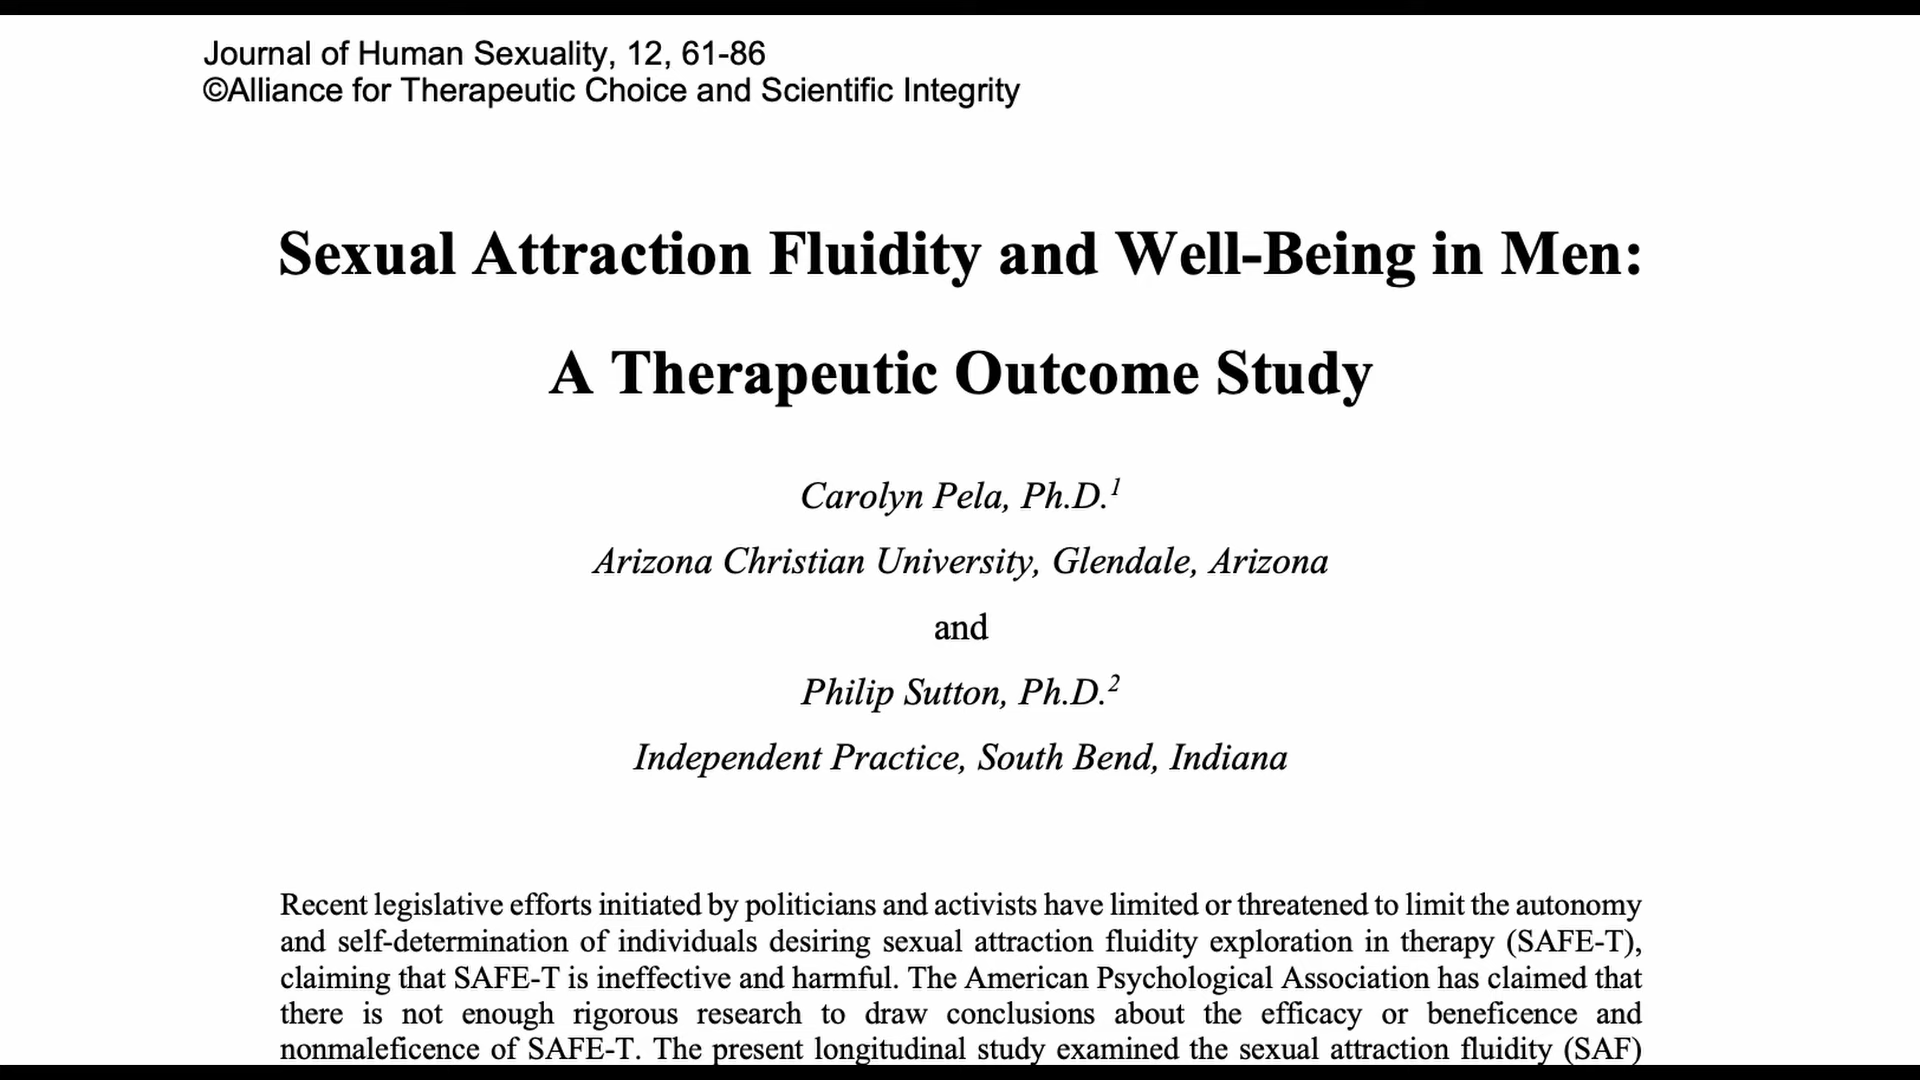 Journal of Human Sexuality, 12, 61-86
©Alliance for Therapeutic Choice and Scientific Integrity
Sexual Attraction Fluidity and Well-Being in Men:
A Therapeutic Outcome Study
Carolyn Pela, Ph.D.¹
Arizona Christian University, Glendale, Arizona
and
Philip Sutton, Ph.D.²
Independent Practice, South Bend, Indiana
Recent legislative efforts initiated by politicians and activists have limited or threatened to limit the autonomy
and self-determination of individuals desiring sexual attraction fluidity exploration in therapy (SAFE-T),
claiming that SAFE-T is ineffective and harmful. The American Psychological Association has claimed that
there is not enough rigorous research to draw conclusions about the efficacy or beneficence and
nonmaleficence of SAFE-T. The present longitudinal study examined the sexual attraction fluidity (SAF)